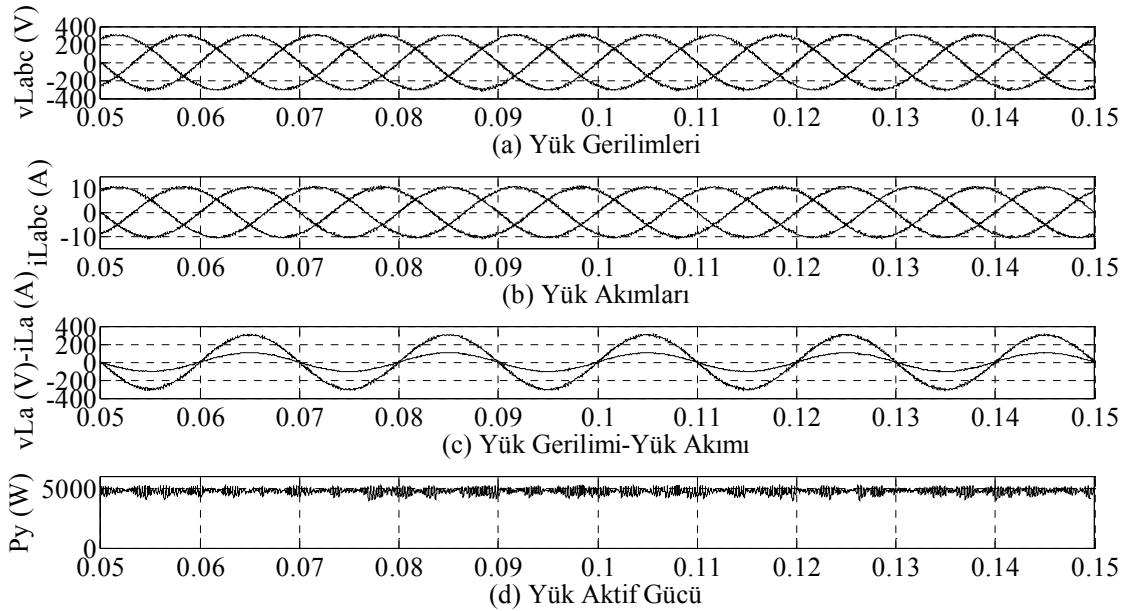 vLabc (V)
400
200
0
-200
-400
0.05 0.06 0.07 0.08 0.09 0.1 0.11 0.12 0.13 0.14 0.15
(a) Yük Gerilimleri
iLabc (A)
10
0
-10
0.05 0.06 0.07 0.08 0.09 0.1 0.11 0.12 0.13 0.14 0.15
(b) Yük Akımları
vLa (V)-iLa (A)
400
200
0
-200
-400
0.05 0.06 0.07 0.08 0.09 0.1 0.11 0.12 0.13 0.14 0.15
(c) Yük Gerilimi-Yük Akımı
Py (W)
5000
0
0.05 0.06 0.07 0.08 0.09 0.1 0.11 0.12 0.13 0.14 0.15
(d) Yük Aktif Gücü